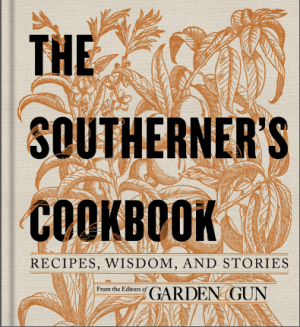 THE
SOUTHERNER'S
COOKBOOK
RECIPES, WISDOM, AND STORIES
From the Editors of GARDEN & GUN